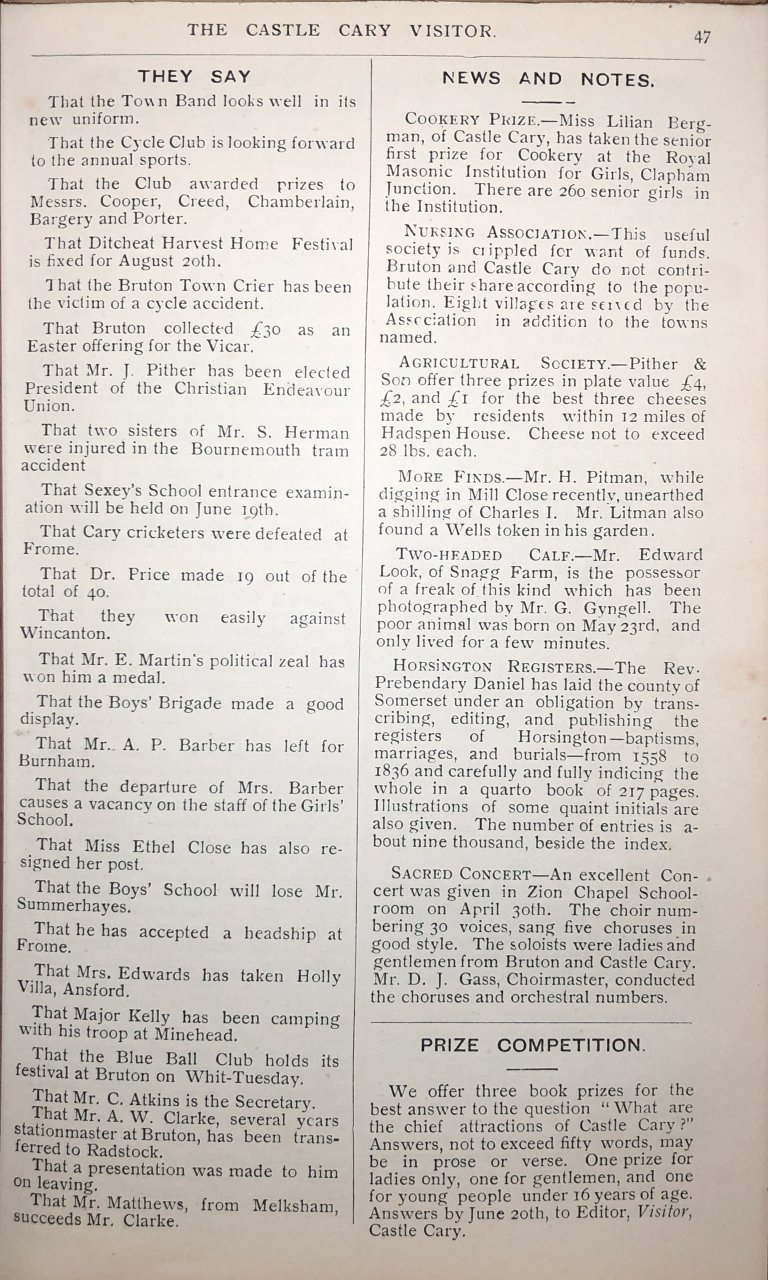 THE CASTLE CARY VISITOR.
47
THEY SAY
That the Town Band looks well in its
new uniform.
That the Cycle Club is looking forward
to the annual sports.
That the Club awarded prizes to
Messrs. Cooper, Creed, Chamberlain,
Bargery and Porter.
That Ditcheat Harvest Home Festival
is fixed for August 20th.
That the Bruton Town Crier has been
the victim of a cycle accident.
That Bruton collected £30 as an
Easter offering for the Vicar.
That Mr. J. Pither has been elected
President of the Christian Endeavour
Union.
That two sisters of Mr. S. Herman
were injured in the Bournemouth tram
accident
That Sexey's School entrance examin-
ation will be held on June 19th.
That Cary cricketers were defeated at
Frome.
That Dr. Price made 19 out of the
total of 40.
That they won easily against
Wincanton.
That Mr. E. Martin's political zeal has
won him a medal.
That the Boys' Brigade made a good
display.
That Mr. A. P. Barber has left for
Burnham.
That the departure of Mrs. Barber
causes a vacancy on the staff of the Girls'
School.
That Miss Ethel Close has also re-
signed her post.
That the Boys' School will lose Mr.
Summerhayes.
That he has accepted a headship at
Frome.
That Mrs. Edwards has taken Holly
Villa, Ansford.
That Major Kelly has been camping
with his troop at Minehead.
That the Blue Ball Club holds its
festival at Bruton on Whit-Tuesday.
That Mr. C. Atkins is the Secretary.
That Mr. A. W. Clarke, several years
stationmaster at Bruton, has been trans-
ferred to Radstock.
That a presentation was made to him
on leaving.
That Mr. Matthews, from Melksham,
succeeds Mr. Clarke.
NEWS AND NOTES.
COOKERY PRIZE.—Miss Lilian Berg-
man, of Castle Cary, has taken the senior
first prize for Cookery at the Royal
Masonic Institution for Girls, Clapham
Junction. There are 260 senior girls in
the Institution.
NURSING ASSOCIATION.—This useful
society is crippled for want of funds.
Bruton and Castle Cary do not contri-
bute their share according to the popu-
lation. Eight villages are served by the
Association in addition to the towns
named.
AGRICULTURAL SOCIETY.—Pither &
Son offer three prizes in plate value £4,
£2, and £1 for the best three cheeses
made by residents within 12 miles of
Hadspen House. Cheese not to exceed
28 lbs. each.
MORE FINDS.—Mr. H. Pitman, while
digging in Mill Close recently, unearthed
a shilling of Charles I. Mr. Litman also
found a Wells token in his garden.
TWO-HEADED CALF.—Mr. Edward
Look, of Snagg Farm, is the possessor
of a freak of this kind which has been
photographed by Mr. G. Gyngell. The
poor animal was born on May 23rd, and
only lived for a few minutes.
HORSINGTON REGISTERS.—The Rev.
Prebendary Daniel has laid the county of
Somerset under an obligation by trans-
cribing, editing, and publishing the
registers of Horsington—baptisms,
marriages, and burials—from 1558 to
1836 and carefully and fully indicing the
whole in a quarto book of 217 pages.
Illustrations of some quaint initials are
also given. The number of entries is a-
bout nine thousand, beside the index.
SACRED CONCERT—An excellent Con-
cert was given in Zion Chapel School-
room on April 30th. The choir num-
bering 30 voices, sang five choruses in
good style. The soloists were ladies and
gentlemen from Bruton and Castle Cary.
Mr. D. J. Gass, Choirmaster, conducted
the choruses and orchestral numbers.
PRIZE COMPETITION.
We offer three book prizes for the
best answer to the question "What are
the chief attractions of Castle Cary?"
Answers, not to exceed fifty words, may
be in prose or verse. One prize for
ladies only, one for gentlemen, and one
for young people under 16 years of age.
Answers by June 20th, to Editor, Visitor,
Castle Cary.